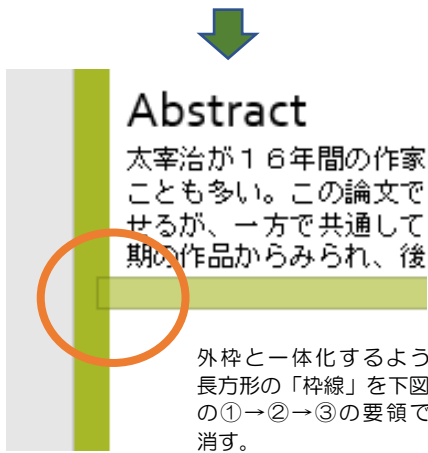 Abstract
太宰治が１６年間の作家
ことも多い。この論文で
せるが、一方で共通して
期の作品からみられ、後
外枠と一体化するよう
長方形の「枠線」を下図
の①→②→③の要領で
消す。